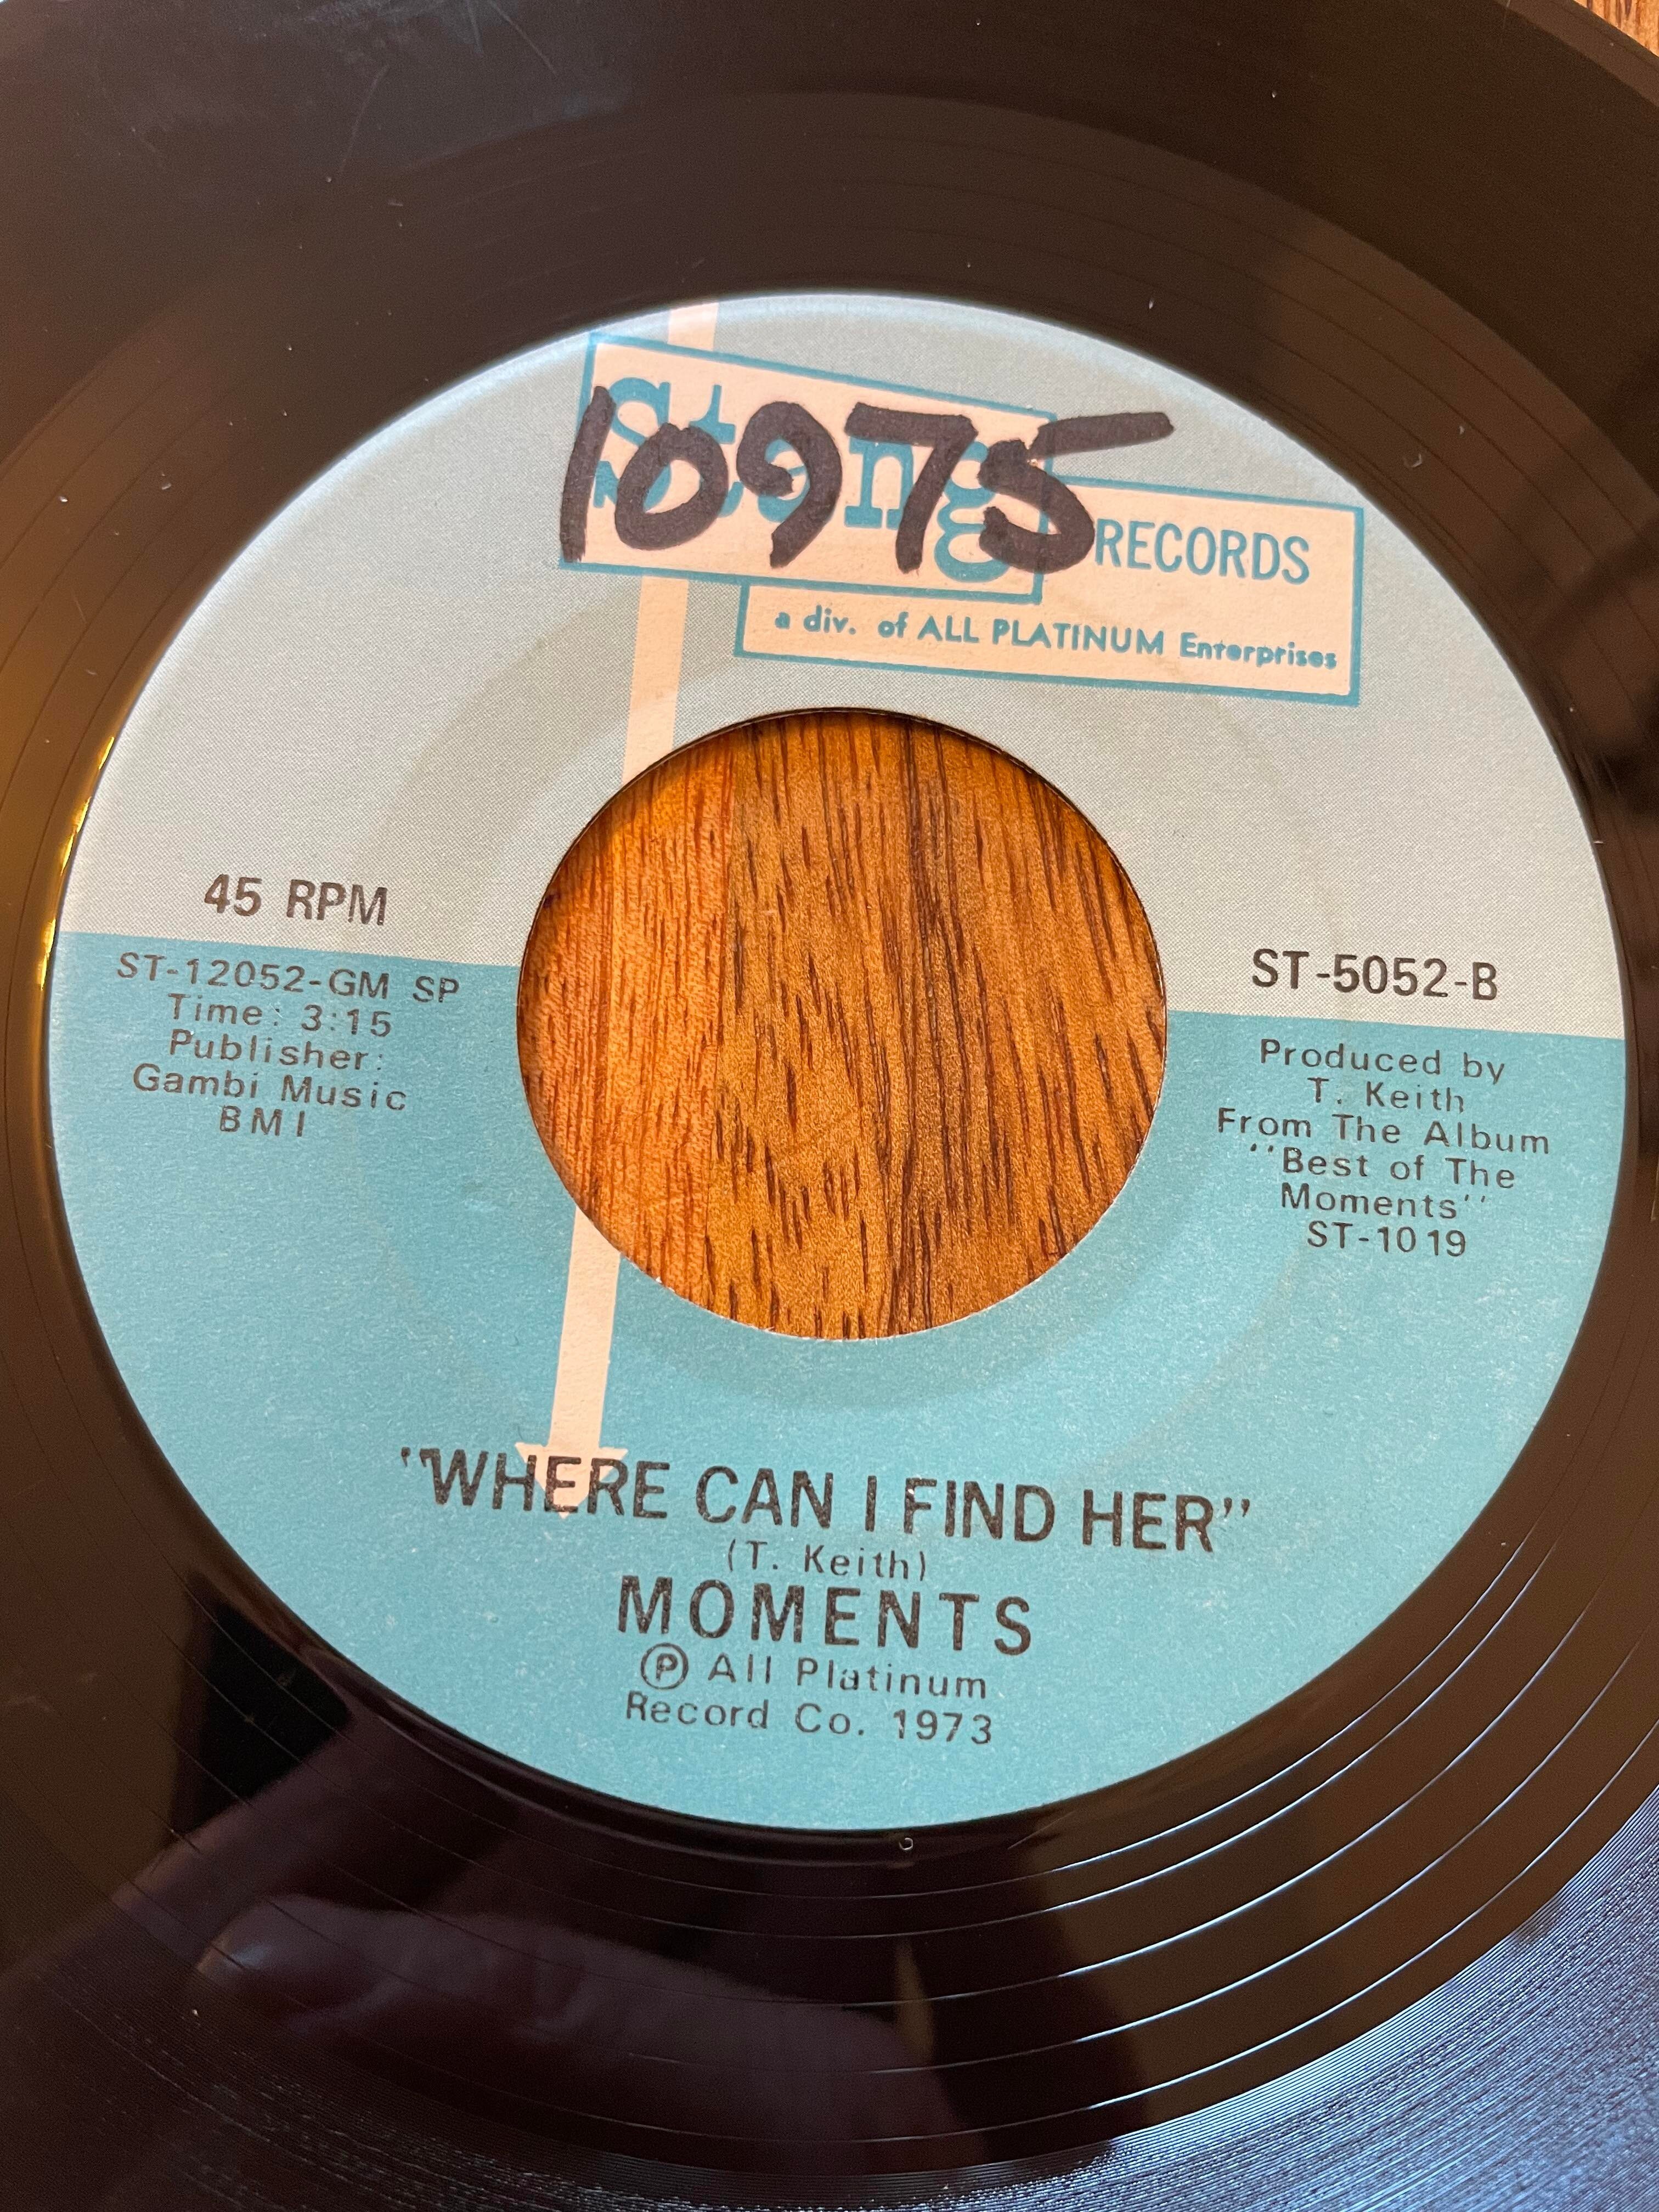 10975
Stang
RECORDS
a div. of ALL PLATINUM Enterprises
45 RPM
ST-12052-GM SP
Time: 3:15
Publisher:
Gambi Music
BMI
ST-5052-B
Produced by
T. Keith
From The Album
''Best of The
Moments''
ST-1019
"WHERE CAN I FIND HER"
(T. Keith)
MOMENTS
Ⓟ All Platinum
Record Co. 1973